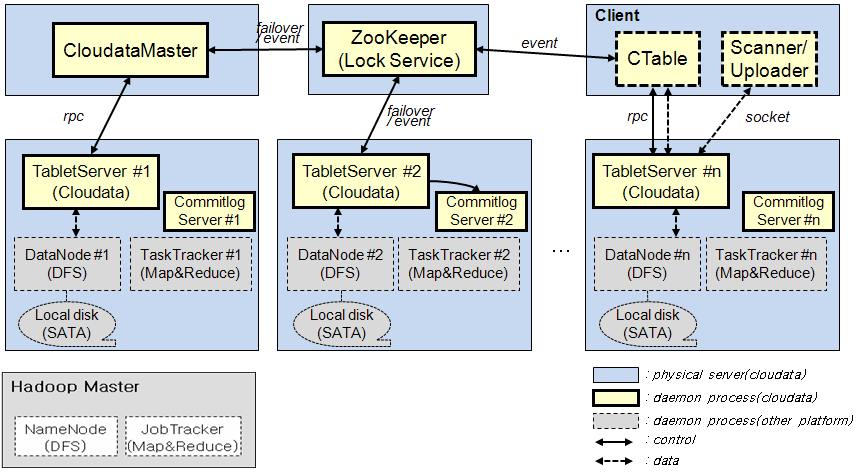 CloudataMaster
failover
/event
ZooKeeper
(Lock Service)
event
Client
CTable
Scanner/
Uploader
rpc
failover
/event
rpc
socket
TabletServer #1
(Cloudata)
Commitlog
Server #1
DataNode #1
(DFS)
TaskTracker #1
(Map&Reduce)
Local disk
(SATA)
TabletServer #2
(Cloudata)
Commitlog
Server #2
DataNode #2
(DFS)
TaskTracker #2
(Map&Reduce)
Local disk
(SATA)
...
TabletServer #n
(Cloudata)
Commitlog
Server #n
DataNode #n
(DFS)
TaskTracker #n
(Map&Reduce)
Local disk
(SATA)
Hadoop Master
NameNode
(DFS)
JobTracker
(Map&Reduce)
: physical server(cloudata)
: daemon process(cloudata)
: daemon process(other platform)
: control
: data